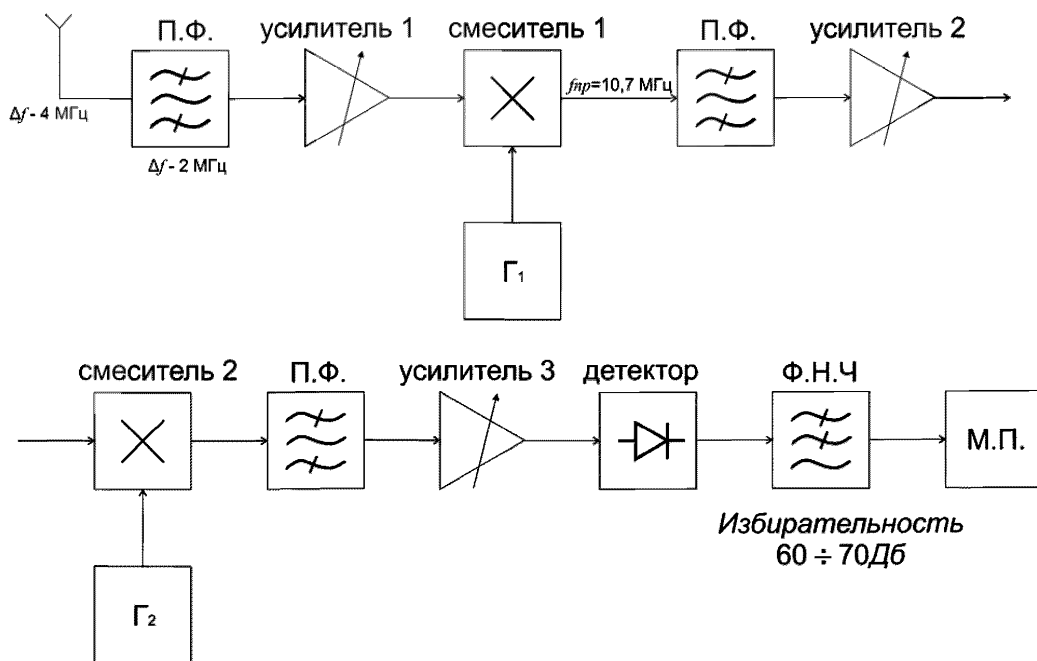 П.Ф.
усилитель 1
смеситель 1
П.Ф.
усилитель 2
fпр=10,7 МГц
Δf - 4 МГц
Δf - 2 МГц
Г1
смеситель 2
П.Ф.
усилитель 3
детектор
Ф.Н.Ч
М.П.
Избирательность
60 ÷ 70Дб
Г2